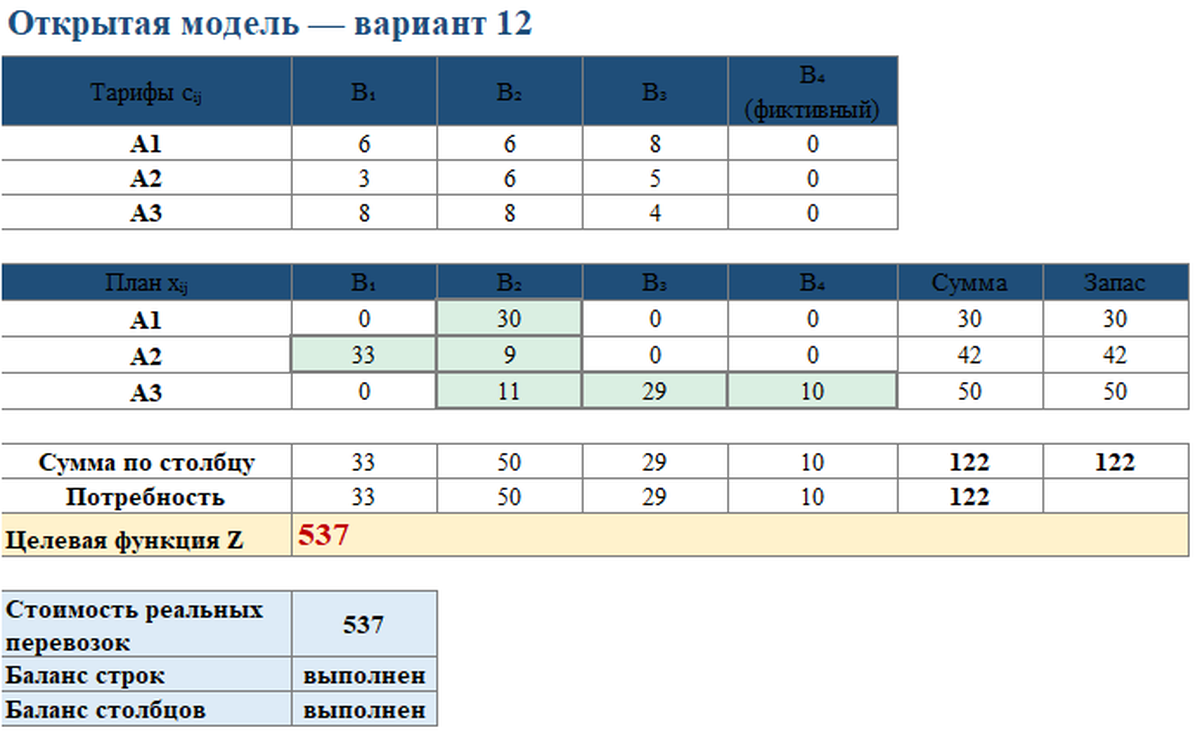 Открытая модель — вариант 12
Тарифы cᵢⱼ B₁ B₂ B₃ B₄
(фиктивный)
A1 6 6 8 0
A2 3 6 5 0
A3 8 8 4 0
План xᵢⱼ B₁ B₂ B₃ B₄ Сумма Запас
A1 0 30 0 0 30 30
A2 33 9 0 0 42 42
A3 0 11 29 10 50 50
Сумма по столбцу 33 50 29 10 122 122
Потребность 33 50 29 10 122
Целевая функция Z 537
Стоимость реальных
перевозок 537
Баланс строк выполнен
Баланс столбцов выполнен